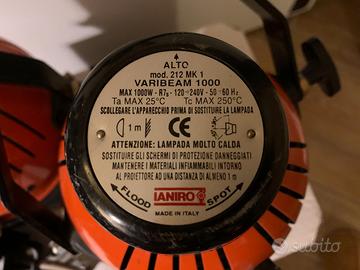 ALTO
mod. 212 MK 1
VARIBEAM 1000
MAX 1000W - R7s - 120÷240V - 50÷60Hz
Ta MAX 25°C Tc MAX 250°C
SCOLLEGARE L'APPARECCHIO PRIMA DI SOSTITUIRE LA LAMPADA
1 m CE
ATTENZIONE: LAMPADA MOLTO CALDA
SOSTITUIRE GLI SCHERMI DI PROTEZIONE DANNEGGIATI
MANTENERE I MATERIALI INFIAMMABILI INTORNO
AL PROIETTORE AD UNA DISTANZA DI ALMENO 1 m
FLOOD SPOT
IANIRO
MADE IN ITALY
subito